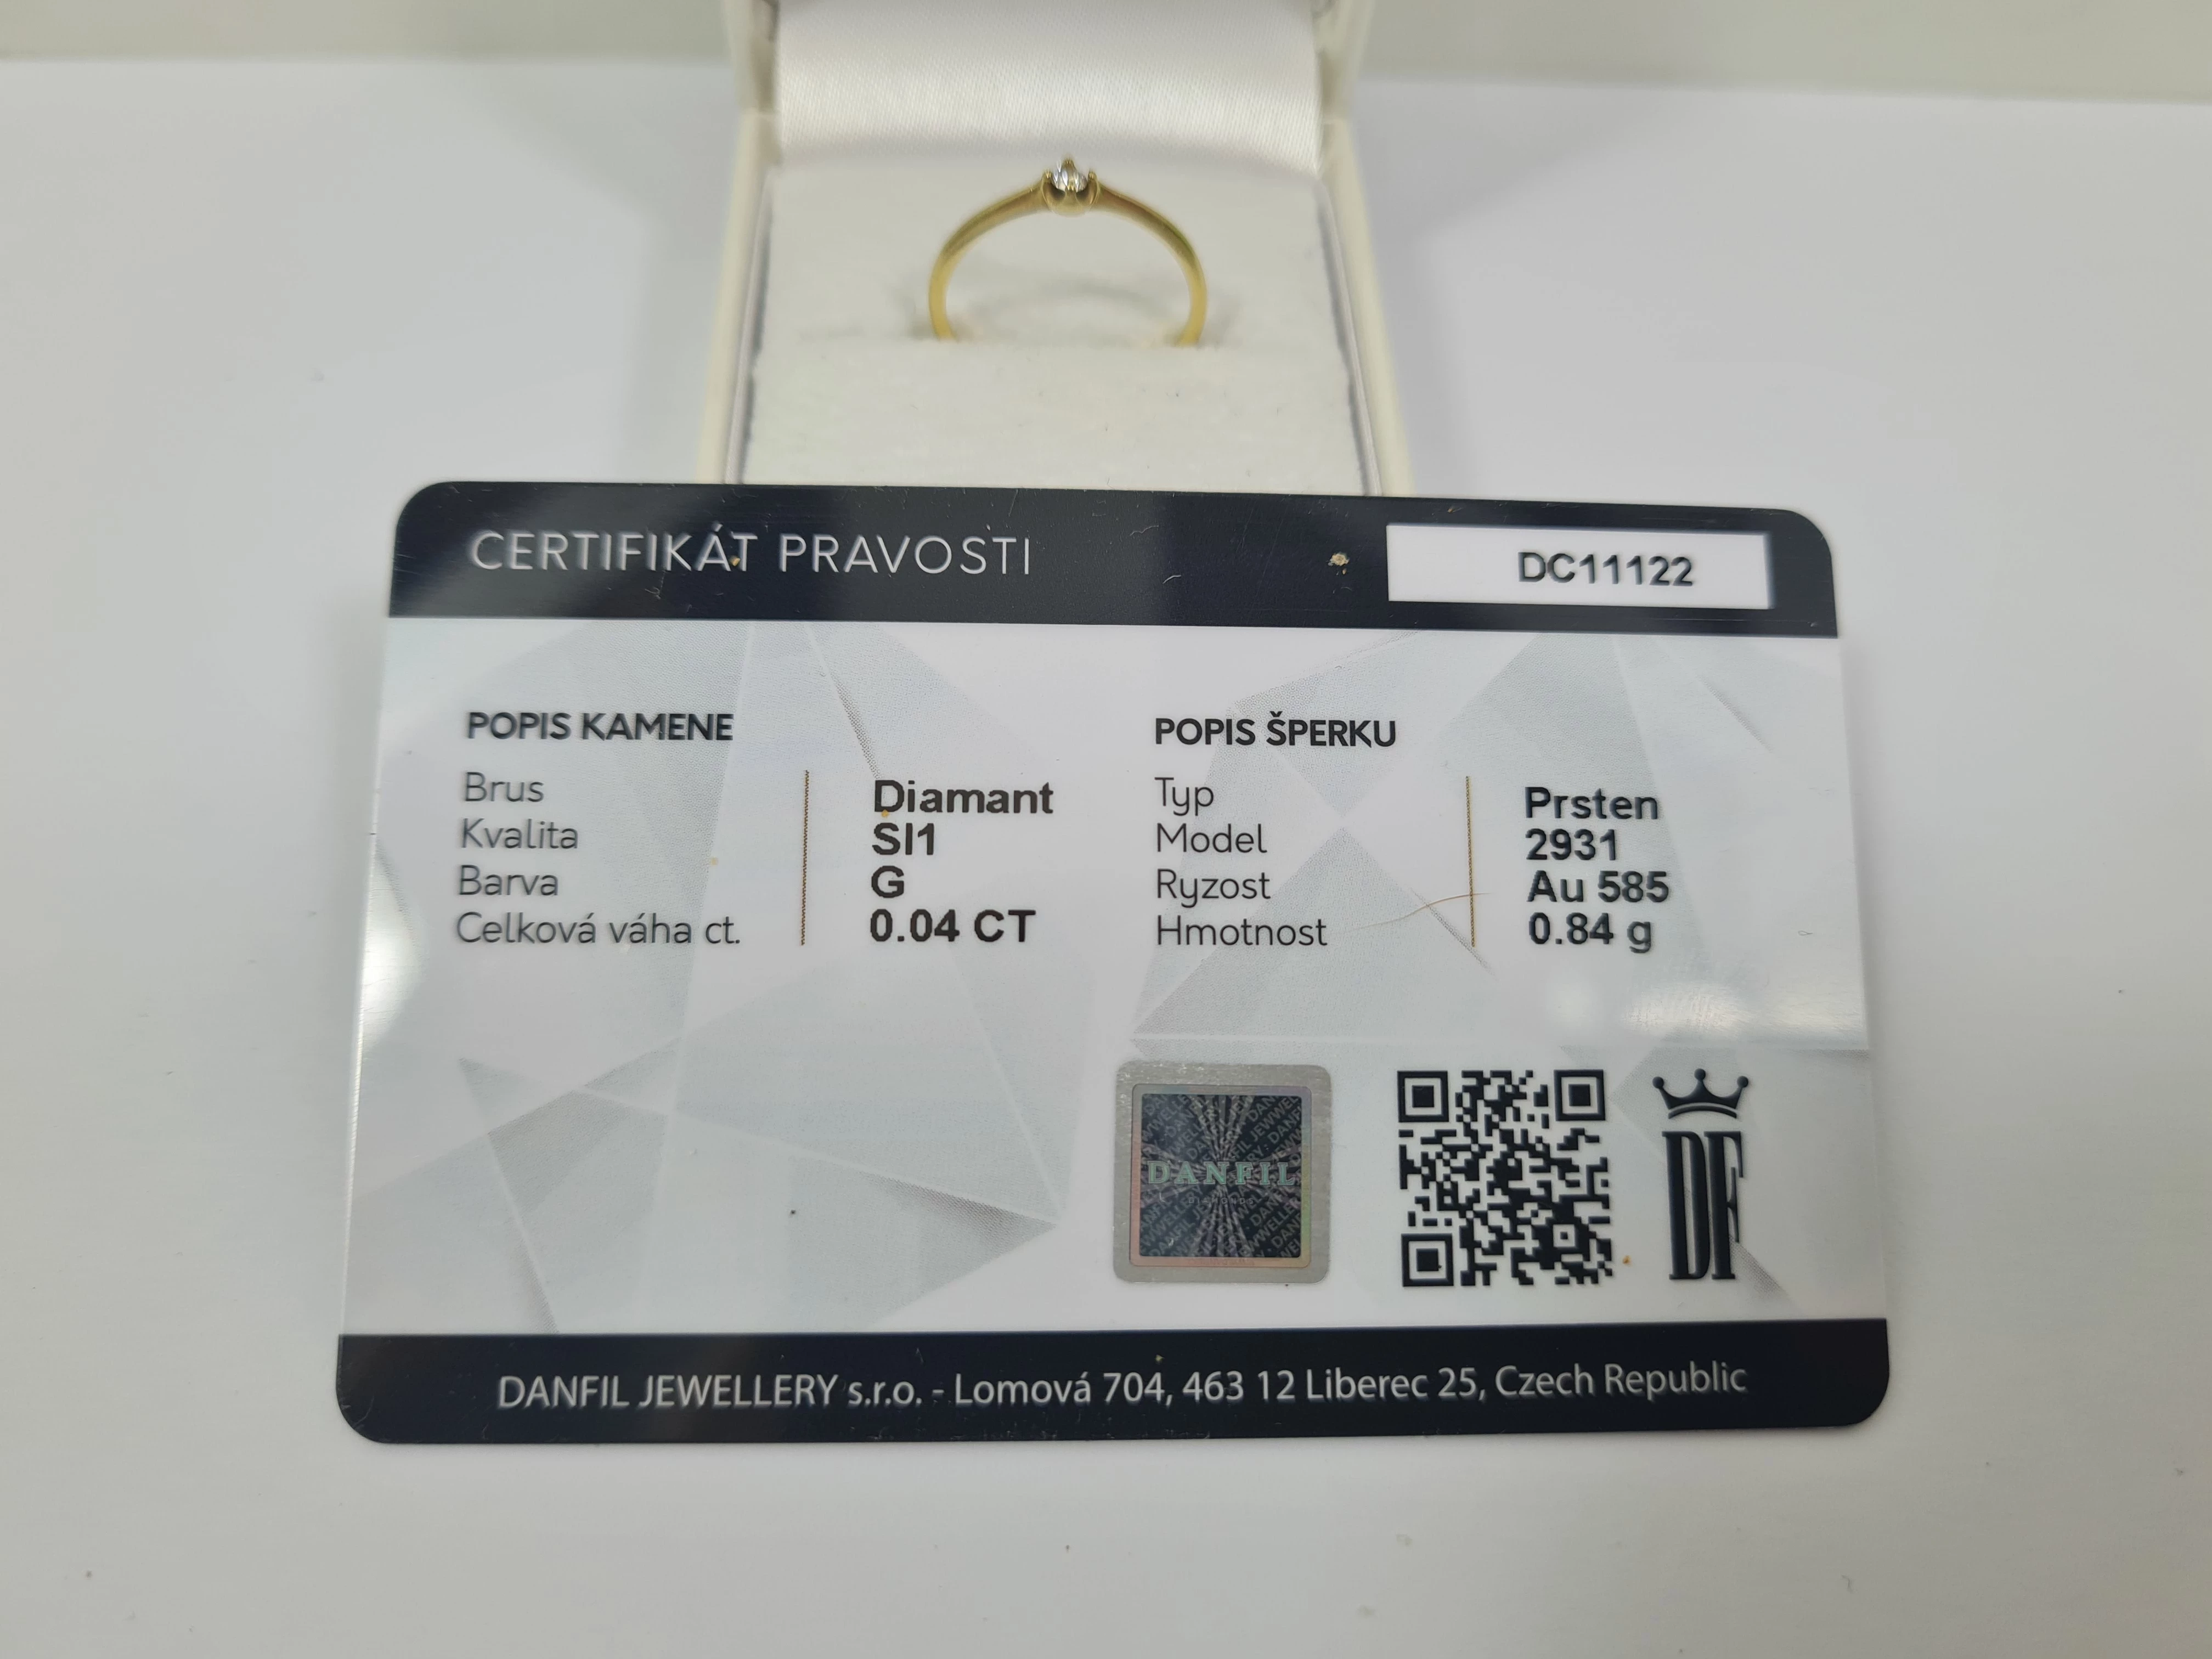 CERTIFIKÁT PRAVOSTI
DC11122
POPIS KAMENE
Brus Diamant
Kvalita SI1
Barva G
Celková váha ct. 0.04 CT
POPIS ŠPERKU
Typ Prsten
Model 2931
Ryzost Au 585
Hmotnost 0.84 g
DANFIL
DF
DANFIL JEWELLERY s.r.o. - Lomová 704, 463 12 Liberec 25, Czech Republic